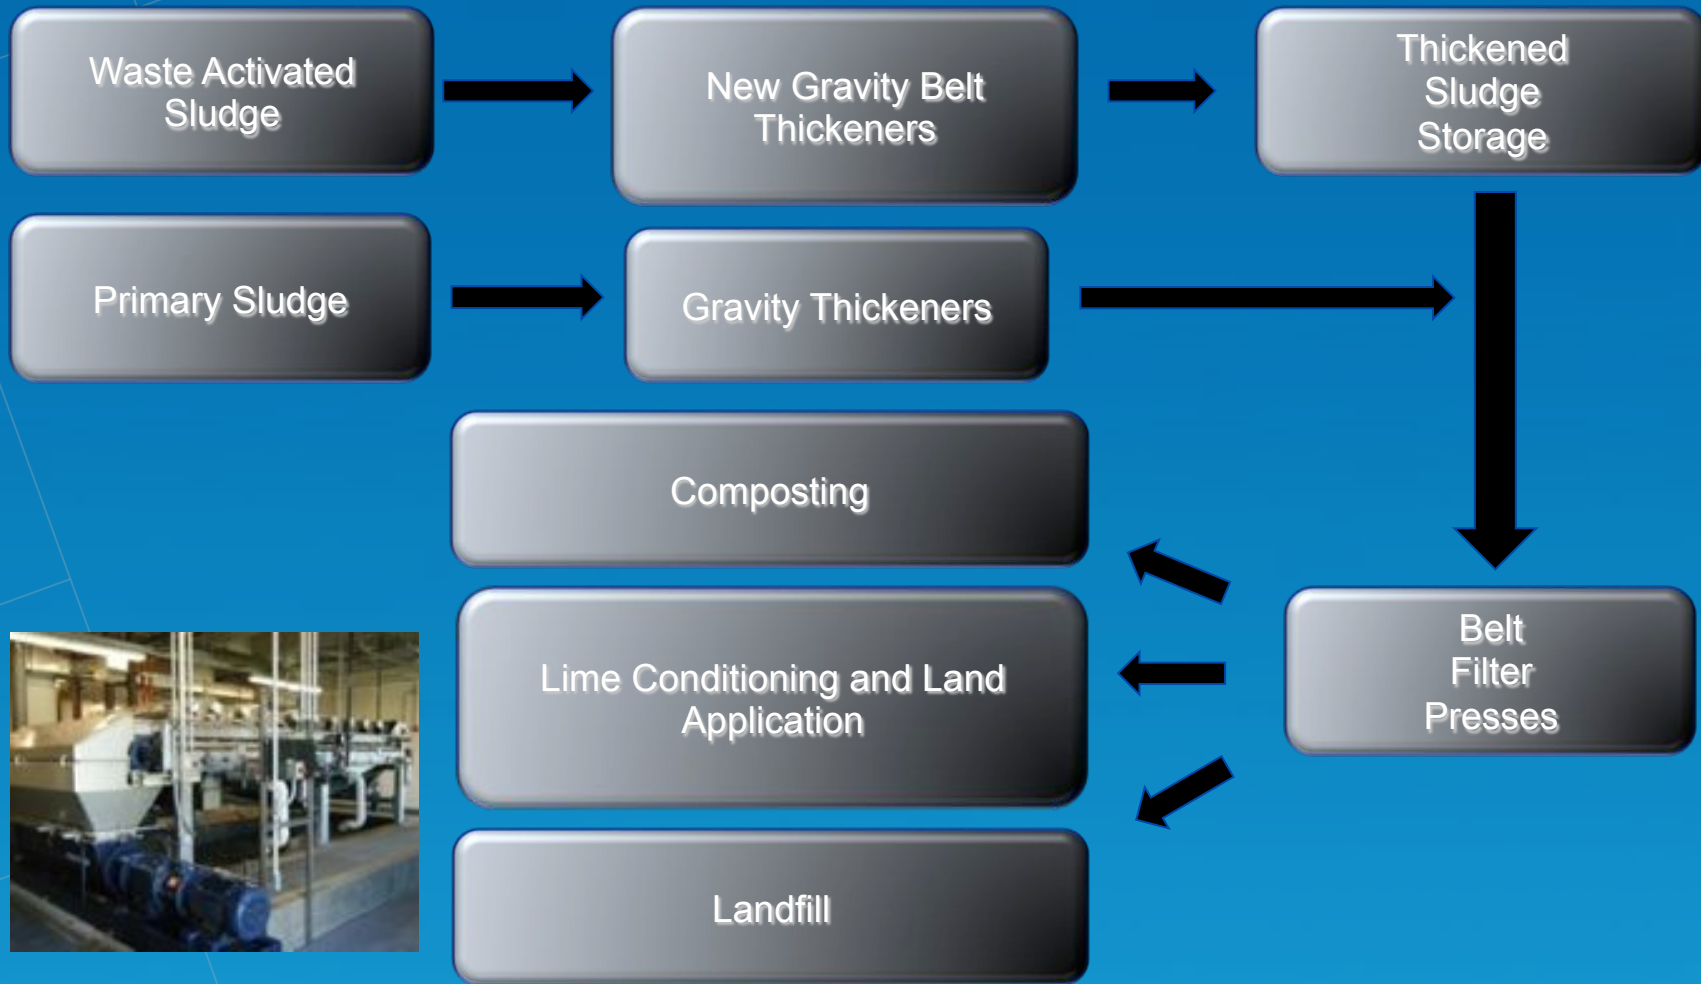 Waste Activated
Sludge
New Gravity Belt
Thickeners
Thickened
Sludge
Storage
Primary Sludge
Gravity Thickeners
Composting
Lime Conditioning and Land
Application
Belt
Filter
Presses
Landfill